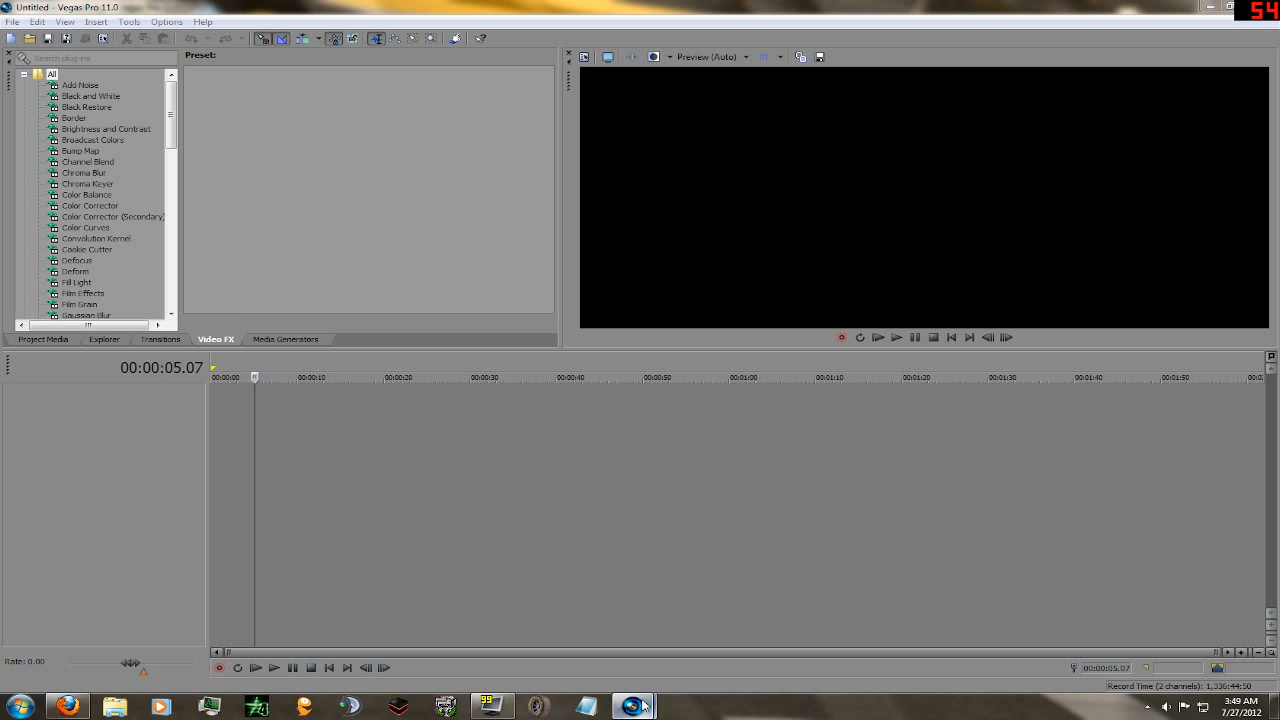 Untitled - Vegas Pro 11.0
54
File Edit View Insert Tools Options Help
Search plug-ins
Preset:
Preview (Auto)
All
Add Noise
Black and White
Black Restore
Border
Brightness and Contrast
Broadcast Colors
Bump Map
Channel Blend
Chroma Blur
Chroma Keyer
Color Balance
Color Corrector
Color Corrector (Secondary)
Color Curves
Convolution Kernel
Cookie Cutter
Defocus
Deform
Fill Light
Film Effects
Film Grain
Gaussian Blur
Project Media Explorer Transitions Video FX Media Generators
00:00:05.07
00:00:00 00:00:10 00:00:20 00:00:30 00:00:40 00:00:50 00:01:00 00:01:10 00:01:20 00:01:30 00:01:40 00:01:50
Rate: 0.00
00:00:05.07
Record Time (2 channels): 1,336:44:50
99
3:49 AM
7/27/2012